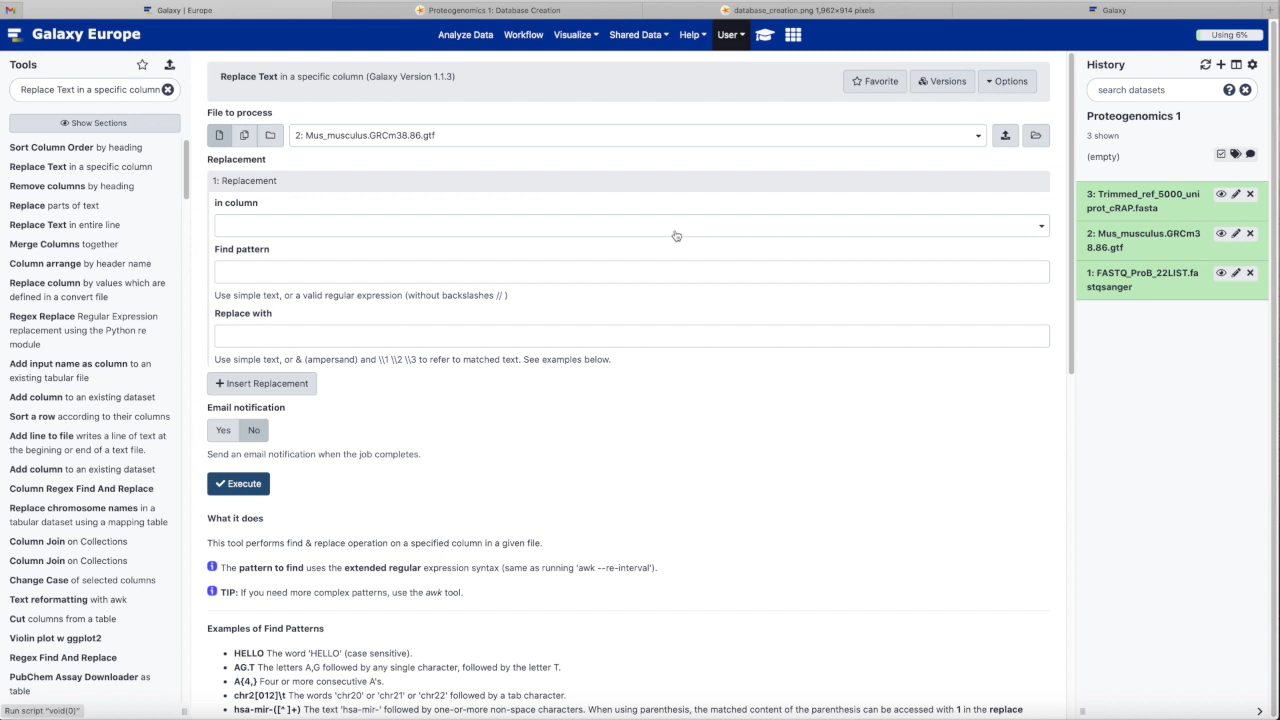 Galaxy | Europe
Proteogenomics 1: Database Creation
database_creation.png 1,962×914 pixels
Galaxy
Galaxy Europe
Analyze Data
Workflow
Visualize
Shared Data
Help
User
Using 6%
Tools
Replace Text in a specific column
Show Sections
Sort Column Order by heading
Replace Text in a specific column
Remove columns by heading
Replace parts of text
Replace Text in entire line
Merge Columns together
Column arrange by header name
Replace column by values which are
defined in a convert file
Regex Replace Regular Expression
replacement using the Python re
module
Add input name as column to an
existing tabular file
Add column to an existing dataset
Sort a row according to their columns
Add line to file writes a line of text at
the begining or end of a text file.
Add column to an existing dataset
Column Regex Find And Replace
Replace chromosome names in a
tabular dataset using a mapping table
Column Join on Collections
Column Join on Collections
Change Case of selected columns
Text reformatting with awk
Cut columns from a table
Violin plot w ggplot2
Regex Find And Replace
PubChem Assay Downloader as
table
Run script "void(0)"
Replace Text in a specific column (Galaxy Version 1.1.3)
Favorite
Versions
Options
File to process
2: Mus_musculus.GRCm38.86.gtf
Replacement
1: Replacement
in column
Find pattern
Use simple text, or a valid regular expression (without backslashes // )
Replace with
Use simple text, or & (ampersand) and \\1 \\2 \\3 to refer to matched text. See examples below.
Insert Replacement
Email notification
Yes
No
Send an email notification when the job completes.
Execute
What it does
This tool performs find & replace operation on a specified column in a given file.
The pattern to find uses the extended regular expression syntax (same as running 'awk --re-interval').
TIP: If you need more complex patterns, use the awk tool.
Examples of Find Patterns
HELLO The word 'HELLO' (case sensitive).
AG.T The letters A,G followed by any single character, followed by the letter T.
A{4,} Four or more consecutive A's.
chr2[012]\t The words 'chr20' or 'chr21' or 'chr22' followed by a tab character.
hsa-mir-([^ ]+) The text 'hsa-mir-' followed by one-or-more non-space characters. When using parenthesis, the matched content of the parenthesis can be accessed with 1 in the replace
History
search datasets
Proteogenomics 1
3 shown
(empty)
3: Trimmed_ref_5000_uni
prot_cRAP.fasta
2: Mus_musculus.GRCm3
8.86.gtf
1: FASTQ_ProB_22LIST.fa
stqsanger